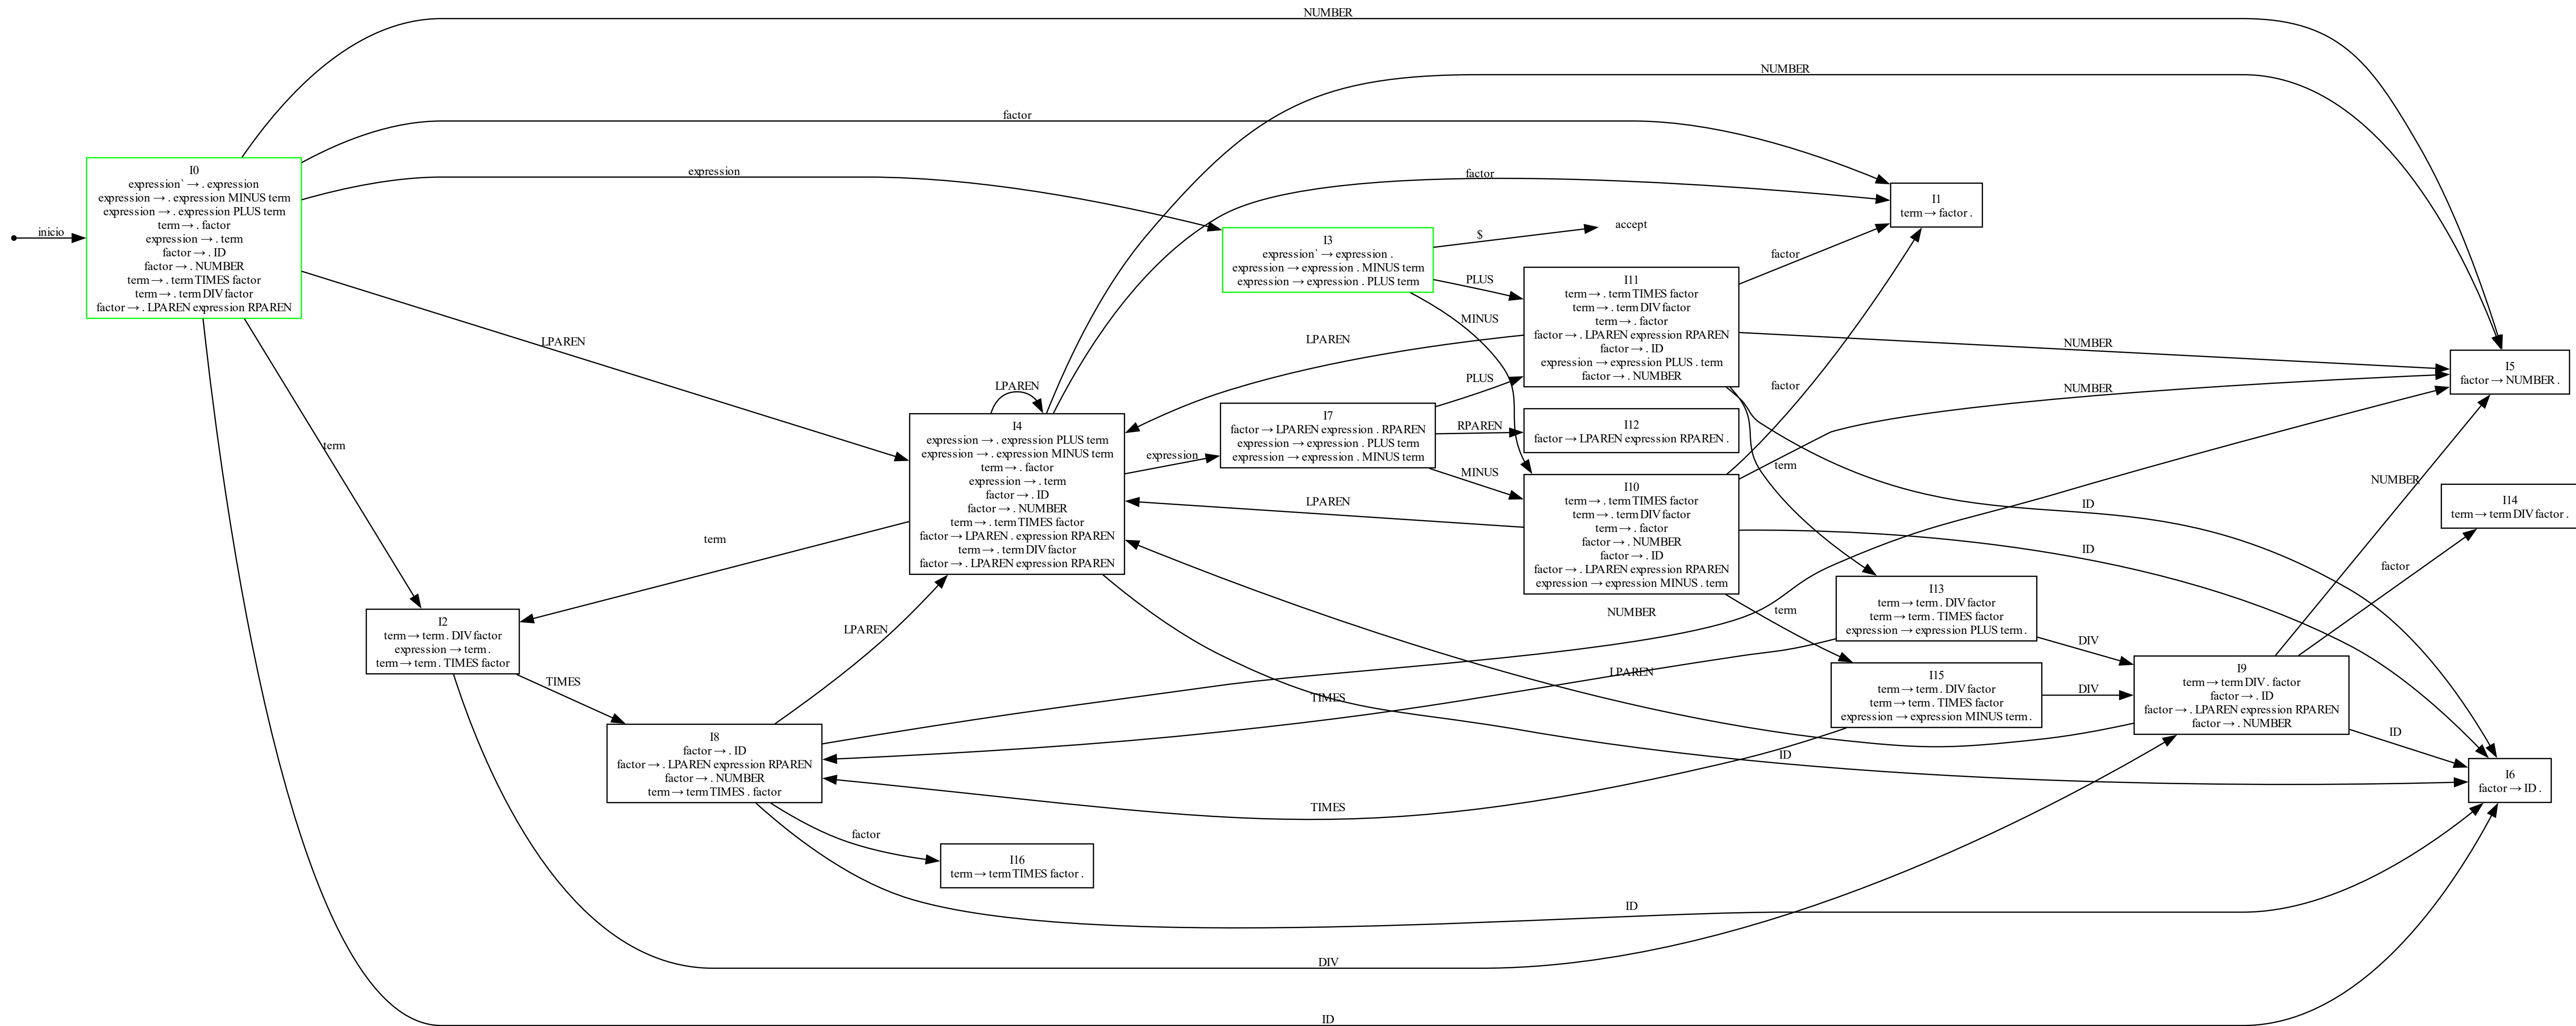 NUMBER
NUMBER
factor
expression
factor
inicio
I0
expression` → . expression
expression → . expression MINUS term
expression → . expression PLUS term
term → . factor
expression → . term
factor → . ID
factor → . NUMBER
term → . term TIMES factor
term → . term DIV factor
factor → . LPAREN expression RPAREN
LPAREN
term
I3
expression` → expression .
expression → expression . MINUS term
expression → expression . PLUS term
$
accept
PLUS
MINUS
I1
term → factor .
factor
I11
term → . term TIMES factor
term → . term DIV factor
term → . factor
factor → . LPAREN expression RPAREN
factor → . ID
expression → expression PLUS . term
factor → . NUMBER
LPAREN
NUMBER
factor
NUMBER
term
ID
I5
factor → NUMBER .
LPAREN
I4
expression → . expression PLUS term
expression → . expression MINUS term
term → . factor
expression → . term
factor → . ID
factor → . NUMBER
term → . term TIMES factor
factor → LPAREN . expression RPAREN
term → . term DIV factor
factor → . LPAREN expression RPAREN
expression
term
I7
factor → LPAREN expression . RPAREN
expression → expression . PLUS term
expression → expression . MINUS term
PLUS
RPAREN
MINUS
I12
factor → LPAREN expression RPAREN .
I10
term → . term TIMES factor
term → . term DIV factor
term → . factor
factor → . NUMBER
factor → . ID
factor → . LPAREN expression RPAREN
expression → expression MINUS . term
LPAREN
ID
term
NUMBER
I14
term → term DIV factor .
factor
NUMBER
I13
term → term . DIV factor
term → term . TIMES factor
expression → expression PLUS term .
DIV
I2
term → term . DIV factor
expression → term .
term → term . TIMES factor
TIMES
LPAREN
LPAREN
TIMES
I15
term → term . DIV factor
term → term . TIMES factor
expression → expression MINUS term .
DIV
I9
term → term DIV . factor
factor → . ID
factor → . LPAREN expression RPAREN
factor → . NUMBER
ID
I6
factor → ID .
I8
factor → . ID
factor → . LPAREN expression RPAREN
factor → . NUMBER
term → term TIMES . factor
ID
TIMES
factor
I16
term → term TIMES factor .
ID
DIV
ID